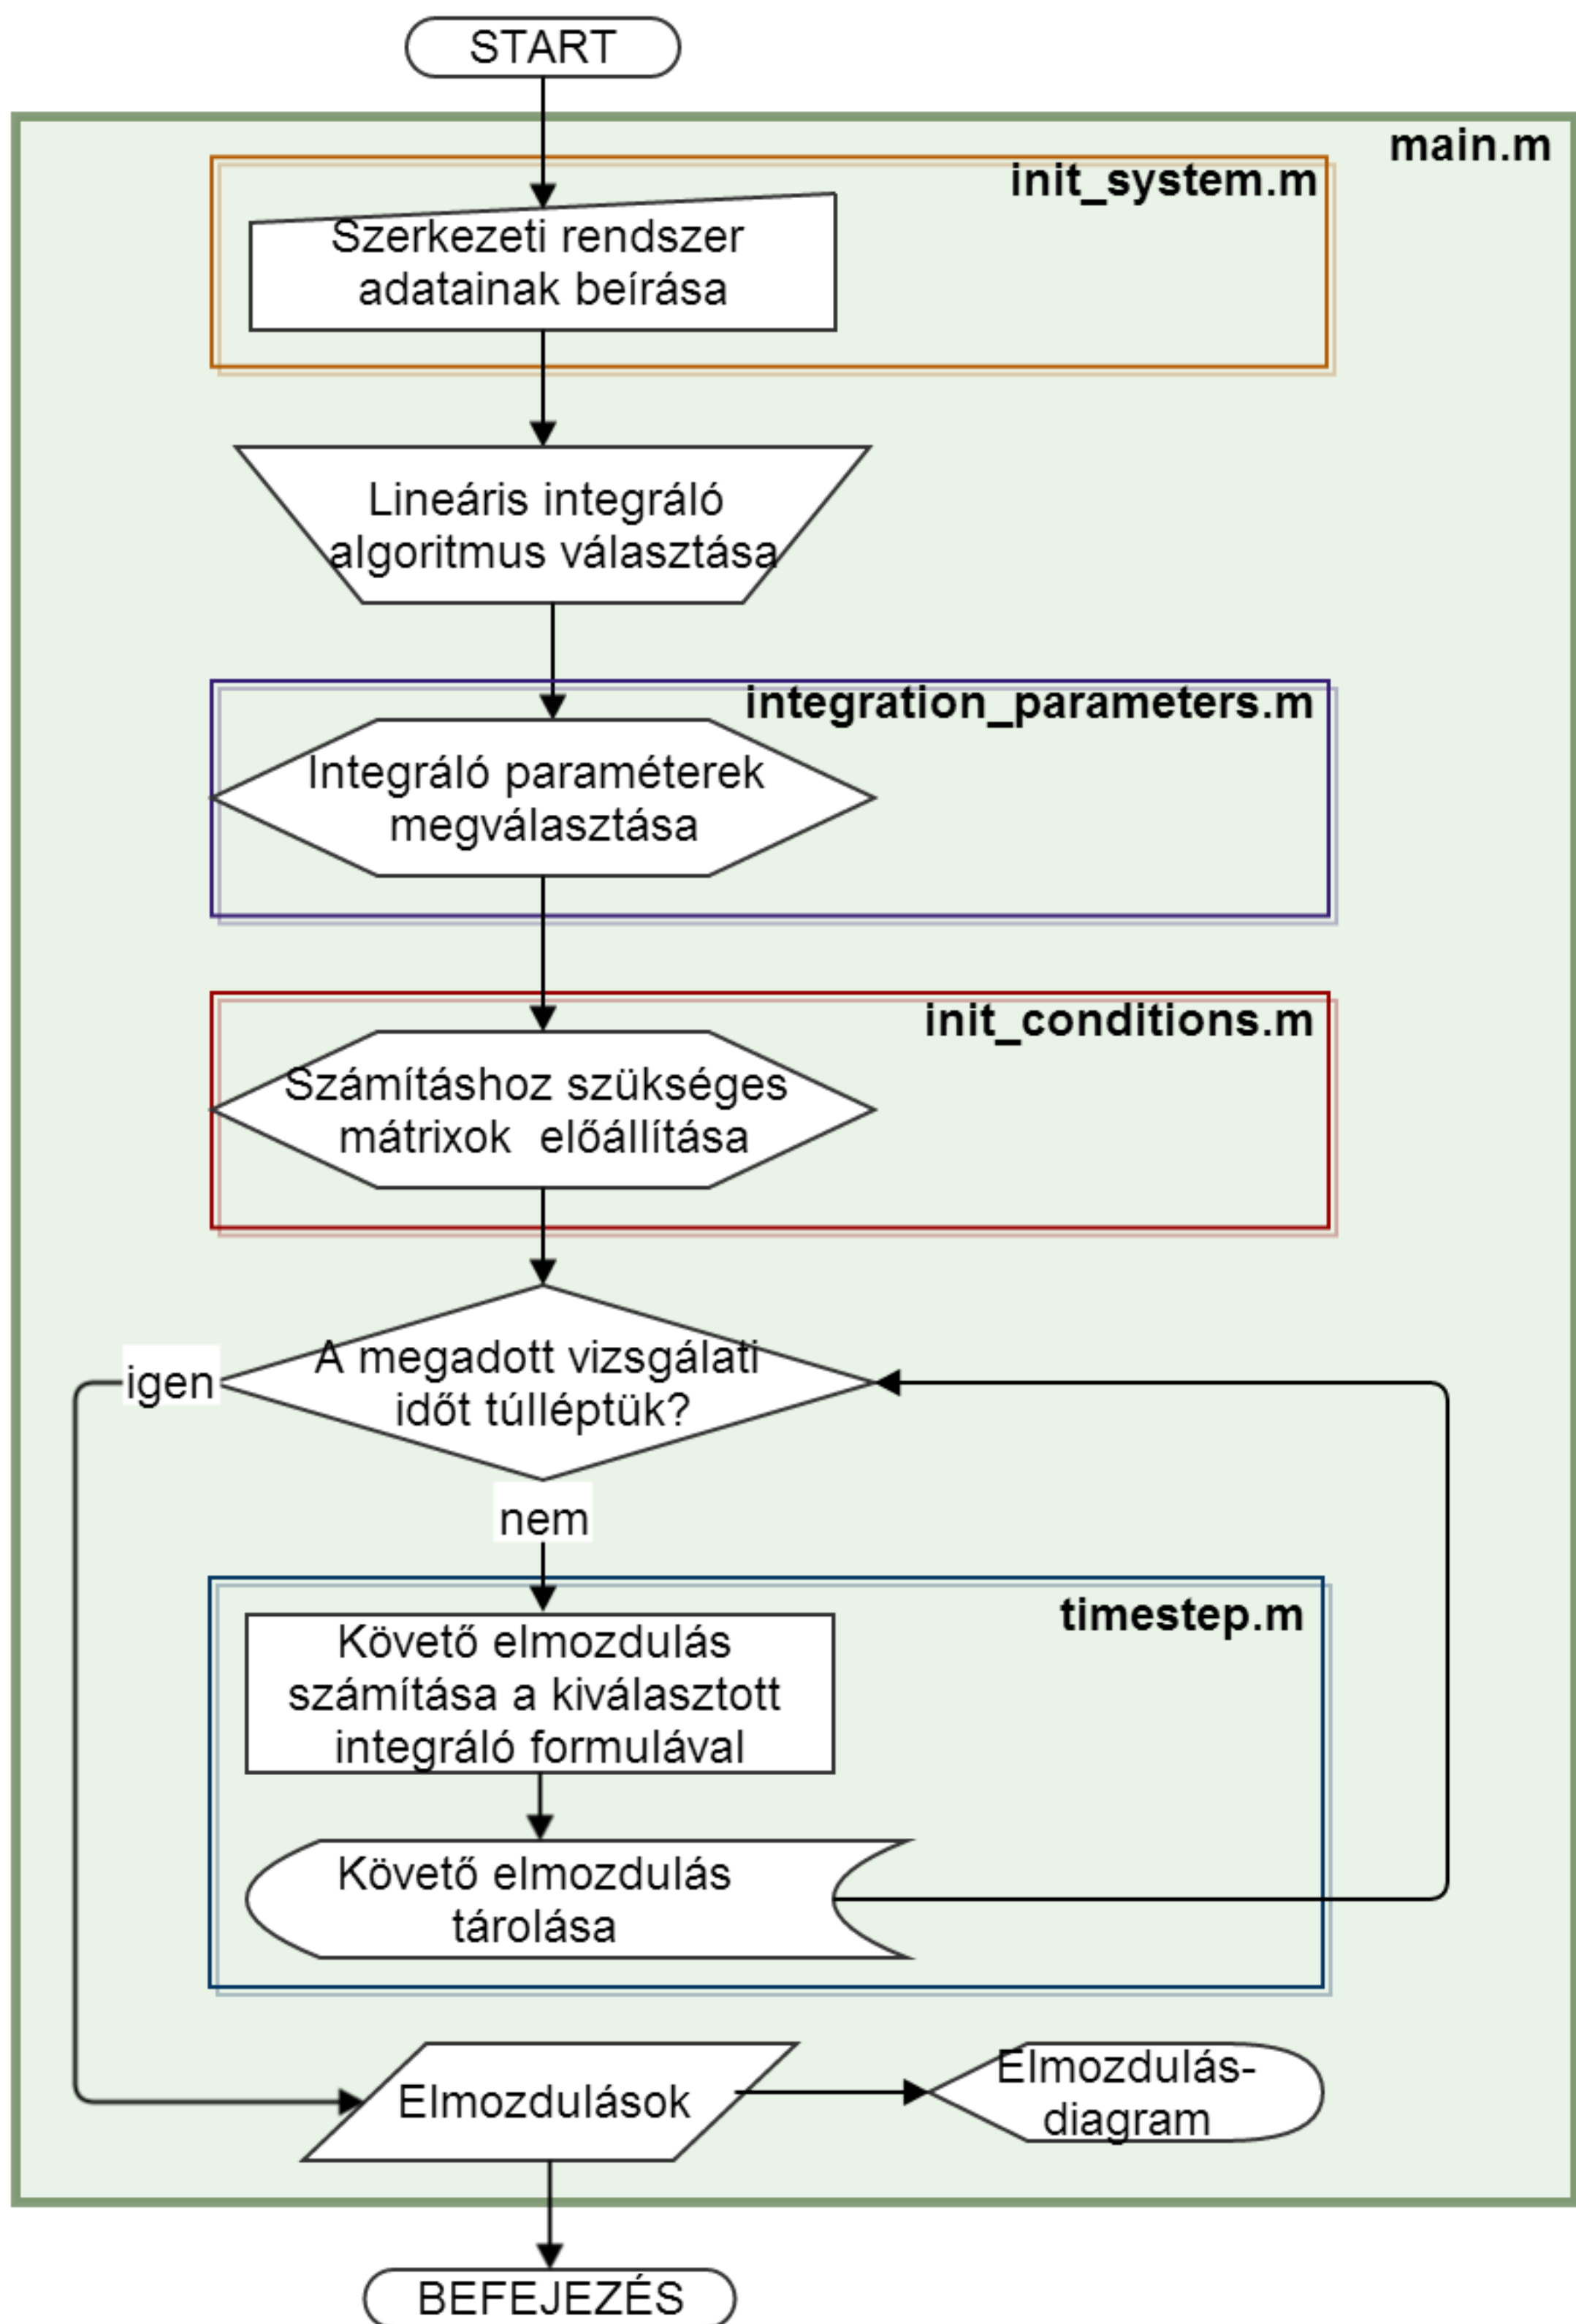 START
main.m
init_system.m
Szerkezeti rendszer
adatainak beírása
Lineáris integráló
algoritmus választása
integration_parameters.m
Integráló paraméterek
megválasztása
init_conditions.m
Számításhoz szükséges
mátrixok  előállítása
A megadott vizsgálati
időt túlléptük?
igen
nem
timestep.m
Követő elmozdulás
számítása a kiválasztott
integráló formulával
Követő elmozdulás
tárolása
Elmozdulások
Elmozdulás-
diagram
BEFEJEZÉS